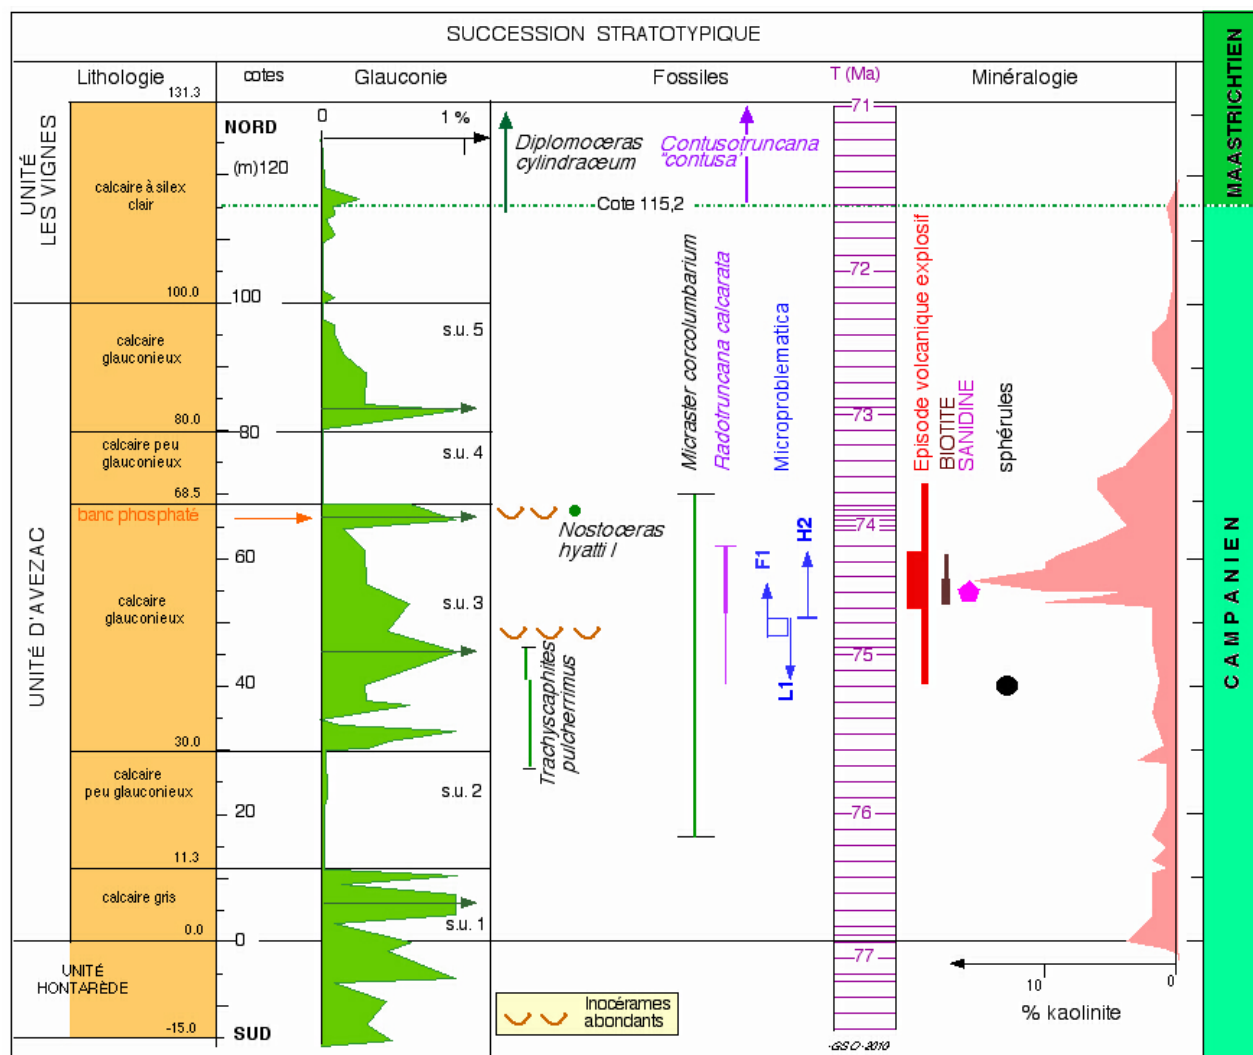 SUCCESSION STRATOTYPIQUE
Lithologie
cotes
Glauconie
Fossiles
T (Ma)
Minéralogie
131.3
NORD
0
1 %
(m)120
UNITÉ
LES VIGNES
calcaire à silex
clair
Diplomoceras
cylindraceum
Contusotruncana
"contusa'
71
MAASTRICHTIEN
Cote 115,2
100.0
100
72
calcaire
glauconieux
s.u. 5
80.0
80
73
calcaire peu
glauconieux
s.u. 4
68.5
Micraster corcolumbarium
Radotruncana calcarata
Microproblematica
Episode volcanique explosif
BIOTITE
SANIDINE
sphérules
banc phosphaté
Nostoceras
hyatti I
74
60
UNITÉ D'AVEZAC
calcaire
glauconieux
s.u. 3
F1
H2
L1
75
40
Trachyscaphites
pulcherrimus
30.0
calcaire
peu glauconieux
s.u. 2
20
76
11.3
calcaire gris
s.u. 1
0.0
0
77
UNITÉ
HONTARÈDE
-15.0
SUD
Inocérames
abondants
10
0
% kaolinite
-GSO-2010
CAMPANIEN